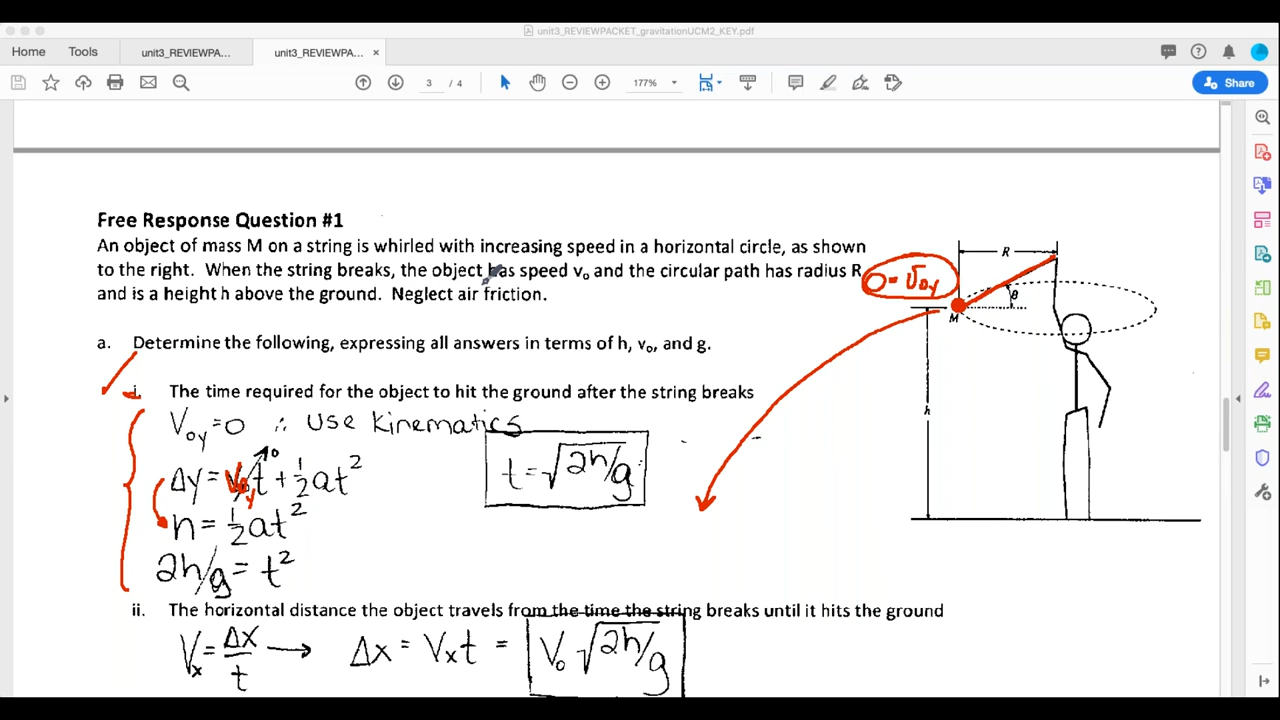 unit3_REVIEWPACKET_gravitationUCM2_KEY.pdf
Home Tools unit3_REVIEWPA... unit3_REVIEWPA... ×
3 / 4 177% Share
Free Response Question #1
An object of mass M on a string is whirled with increasing speed in a horizontal circle, as shown
to the right. When the string breaks, the object has speed v₀ and the circular path has radius R
and is a height h above the ground. Neglect air friction.
R
0 = V₀y
θ
M
h
a. Determine the following, expressing all answers in terms of h, v₀, and g.
i. The time required for the object to hit the ground after the string breaks
V₀y=0 ∴ Use Kinematics
Δy = V₀y t + ½at²
0
h = ½at²
2h/g = t²
t = √2h/g
ii. The horizontal distance the object travels from the time the string breaks until it hits the ground
Vx = Δx/t → Δx = Vxt = V₀ √2h/g